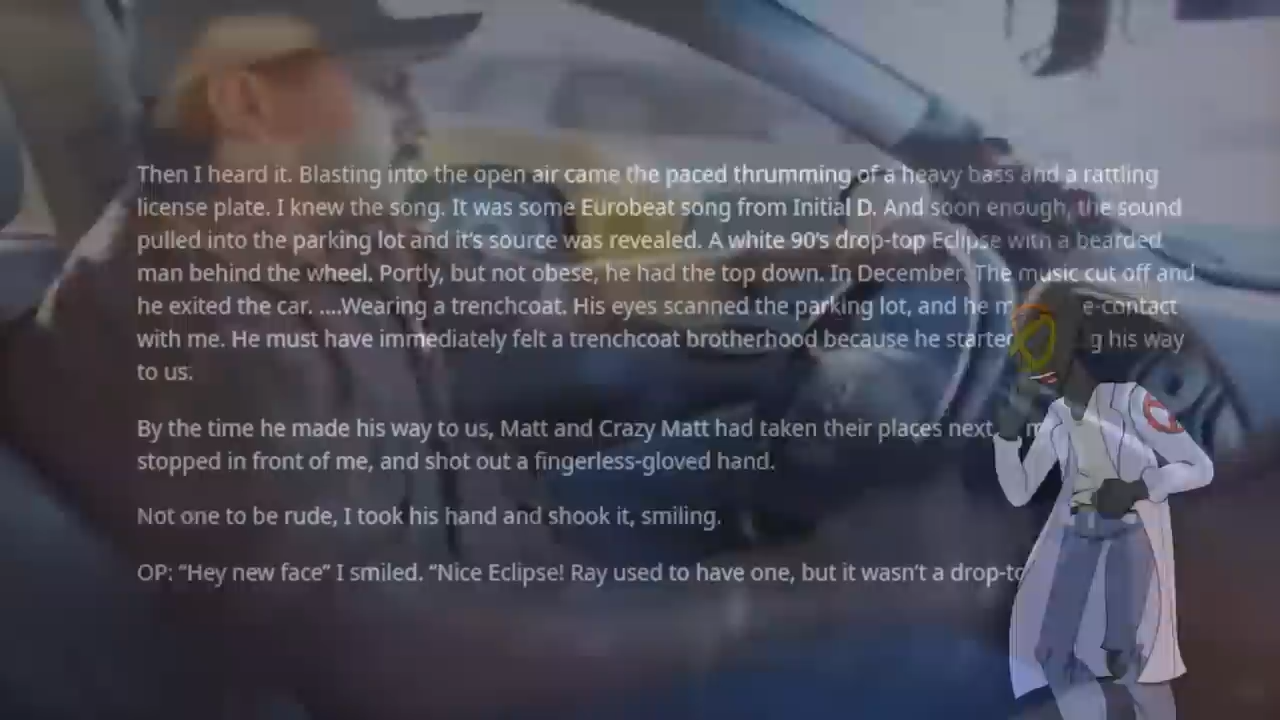 Then I heard it. Blasting into the open air came the paced thrumming of a heavy bass and a rattling
license plate. I knew the song. It was some Eurobeat song from Initial D. And soon enough, the sound
pulled into the parking lot and it's source was revealed. A white 90's drop-top Eclipse with a bearded
man behind the wheel. Portly, but not obese, he had the top down. In December. The music cut off and
he exited the car. ....Wearing a trenchcoat. His eyes scanned the parking lot, and he m e-contact
with me. He must have immediately felt a trenchcoat brotherhood because he started g his way
to us.
By the time he made his way to us, Matt and Crazy Matt had taken their places next m
stopped in front of me, and shot out a fingerless-gloved hand.
Not one to be rude, I took his hand and shook it, smiling.
OP: “Hey new face” I smiled. “Nice Eclipse! Ray used to have one, but it wasn't a drop-to